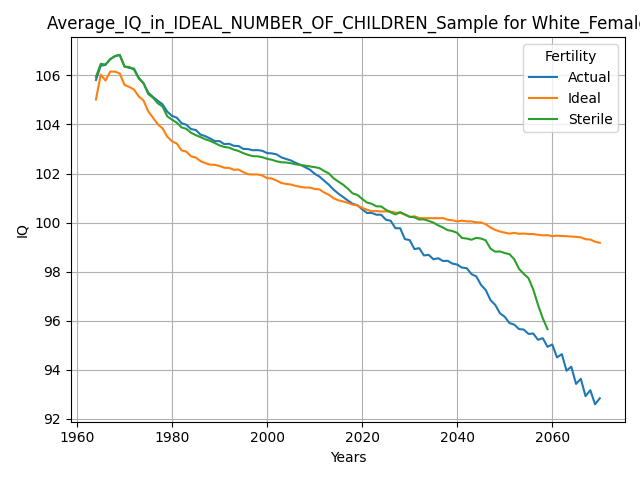 Average_IQ_in_IDEAL_NUMBER_OF_CHILDREN_Sample for White_Female
Fertility
Actual
Ideal
Sterile
106
104
102
100
98
96
94
92
IQ
1960 1980 2000 2020 2040 2060
Years